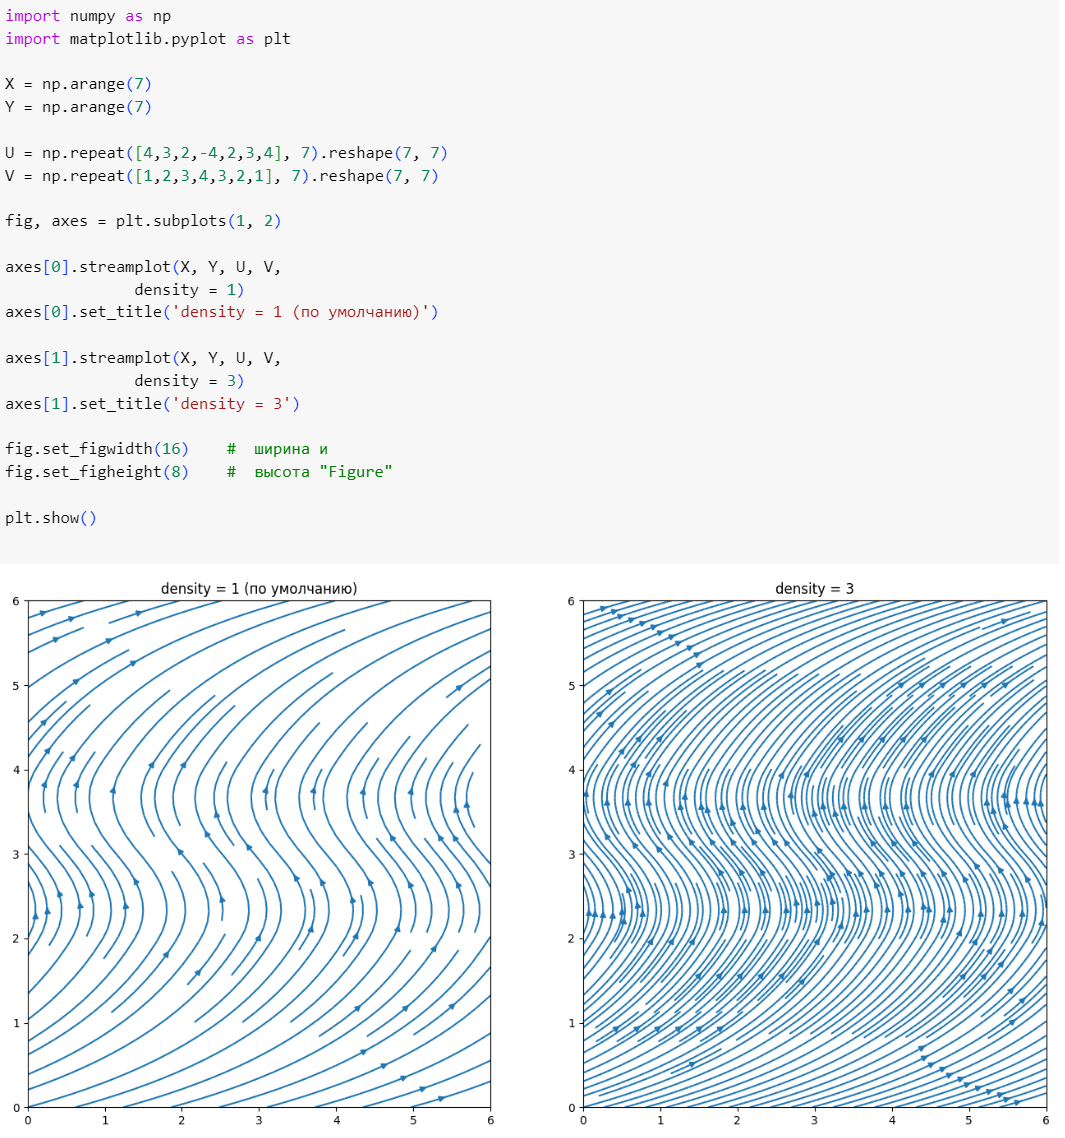 import numpy as np
import matplotlib.pyplot as plt
X = np.arange(7)
Y = np.arange(7)
U = np.repeat([4,3,2,-4,2,3,4], 7).reshape(7, 7)
V = np.repeat([1,2,3,4,3,2,1], 7).reshape(7, 7)
fig, axes = plt.subplots(1, 2)
axes[0].streamplot(X, Y, U, V,
density = 1)
axes[0].set_title('density = 1 (по умолчанию)')
axes[1].streamplot(X, Y, U, V,
density = 3)
axes[1].set_title('density = 3')
fig.set_figwidth(16)    #  ширина и
fig.set_figheight(8)    #  высота "Figure"
plt.show()
density = 1 (по умолчанию)
6
5
4
3
2
1
0
0 1 2 3 4 5 6
density = 3
6
5
4
3
2
1
0
0 1 2 3 4 5 6